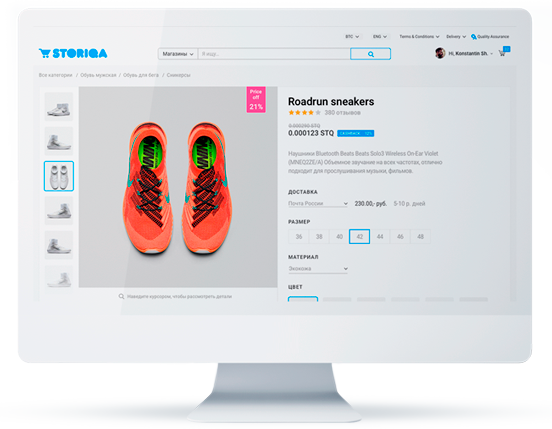 BTC ENG Terms & Conditions Delivery Quality Assurance
STORIQA Магазины Я ищу... Hi, Konstantin Sh.
Все категории / Обувь мужская / Обувь для бега / Сникерсы
Price
off
21%
Roadrun sneakers
380 отзывов
0.000123 STQ CASHBACK
Наушники Bluetooth Beats Beats Solo3 Wireless On-Ear Violet
(MNEQ2ZE/A) Объемное звучание на всех частотах, отлично
подходит для прослушивания музыки, фильмов.
ДОСТАВКА
Почта России 230.00,- руб. 5-10 р. дней
РАЗМЕР
36 38 40 42 44 44 46 48
МАТЕРИАЛ
Экокожа
ЦВЕТ
Наведите курсором, чтобы рассмотреть детали